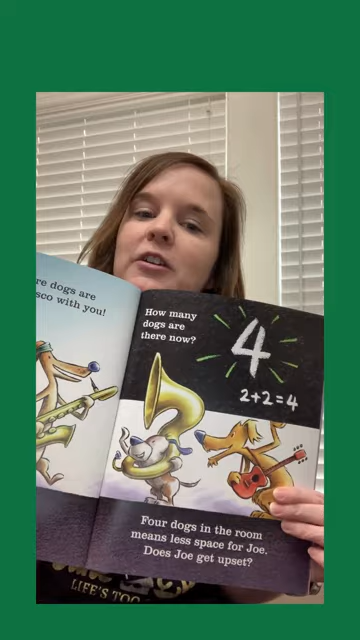 re dogs are
sco with you!
How many
dogs are
there now?
4
2+2=4
Four dogs in the room
means less space for Joe.
Does Joe get upset?
LIFE'S TOO